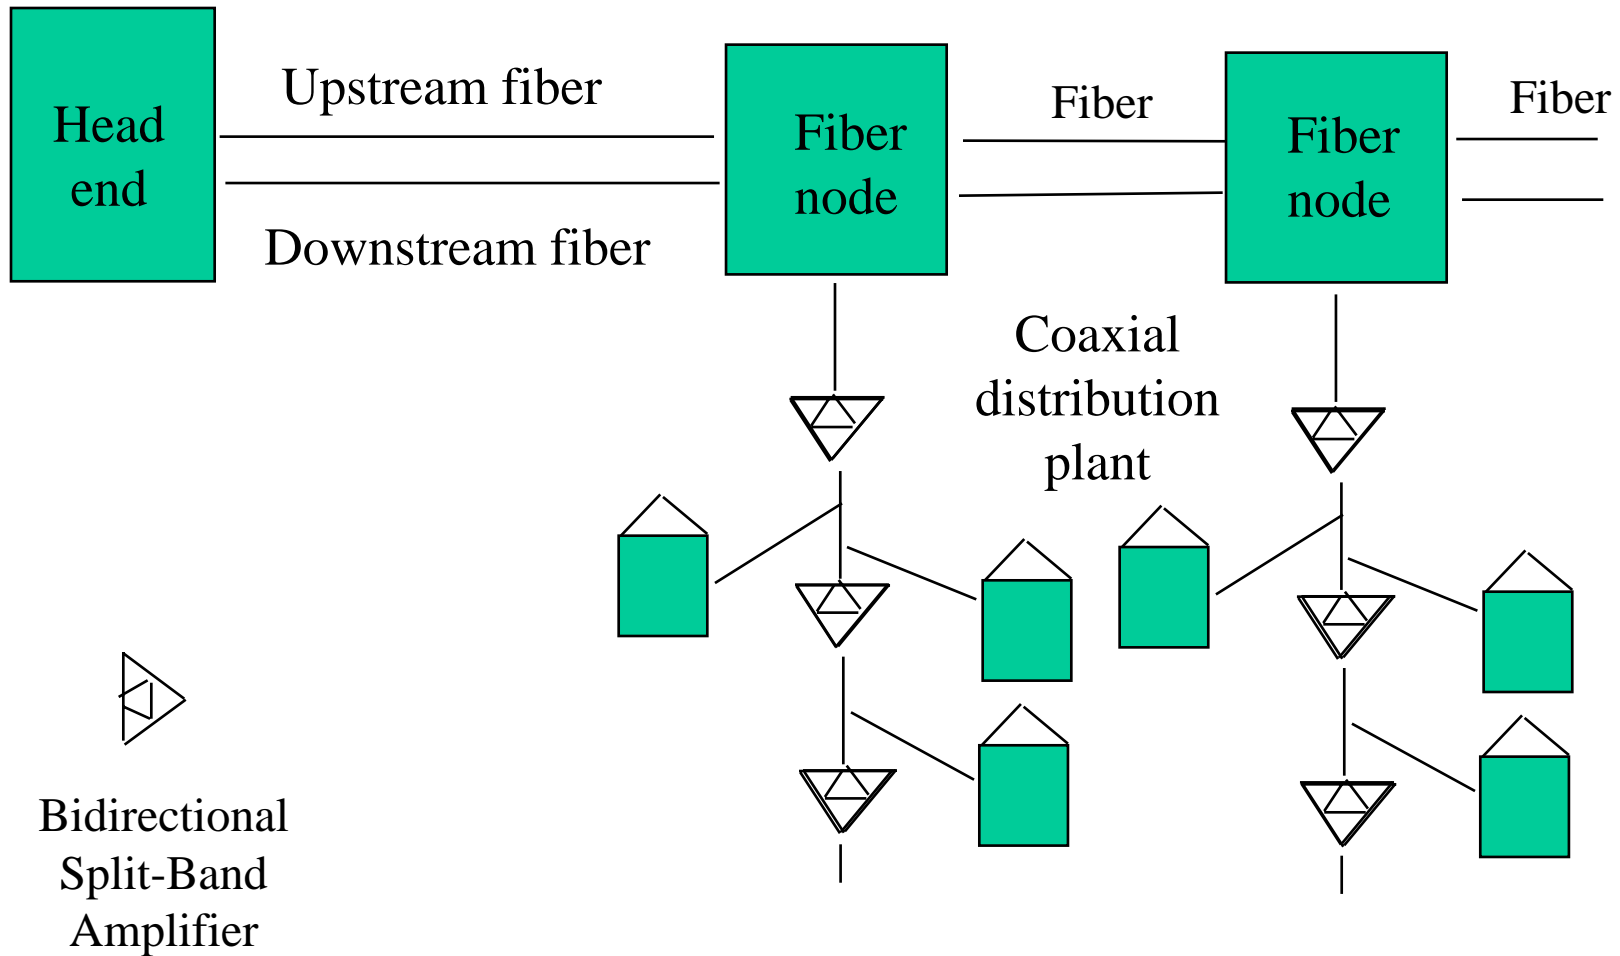 Head
end
Upstream fiber
Downstream fiber
Fiber
node
Fiber
Fiber
node
Fiber
Coaxial
distribution
plant
Bidirectional
Split-Band
Amplifier